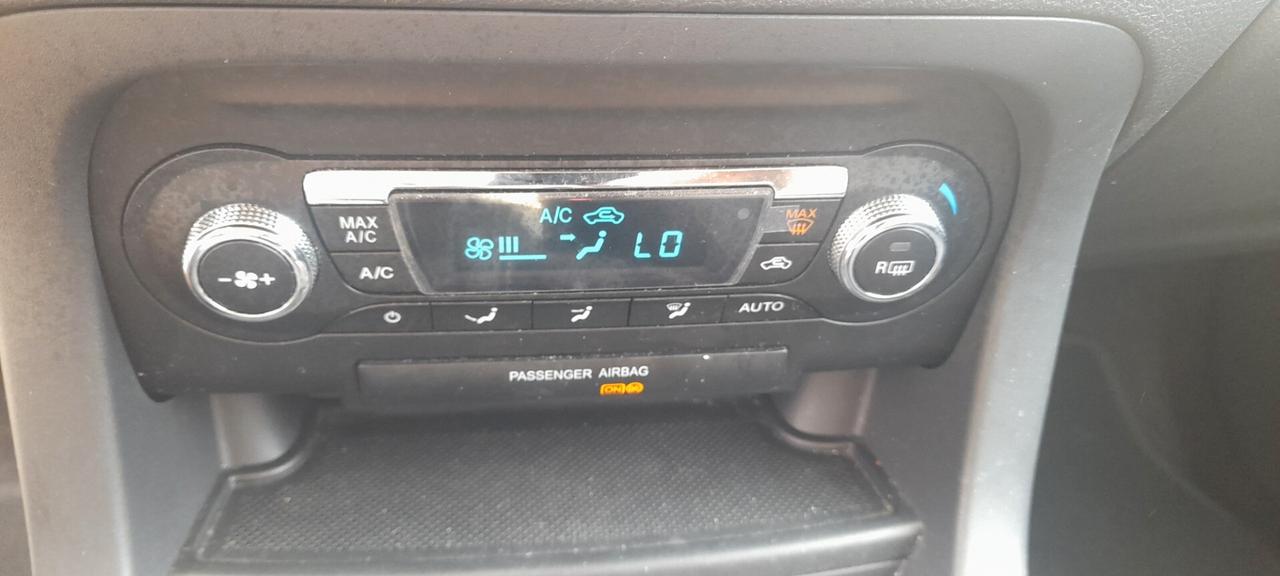 MAX
A/C
A/C
A/C
LO
MAX
R
AUTO
PASSENGER AIRBAG
ON